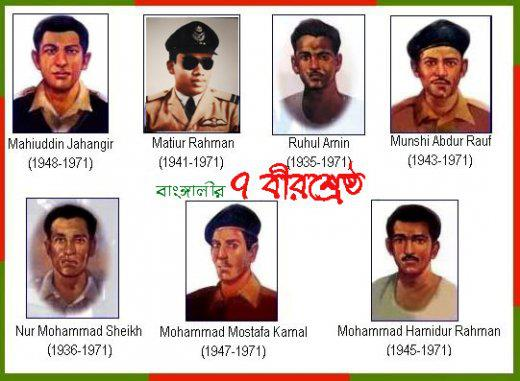 Mahiuddin Jahangir
(1948-1971)
Matiur Rahman
(1941-1971)
Ruhul Amin
(1935-1971)
Munshi Abdur Rauf
(1943-1971)
বাংগালীর ৭ বীরশ্রেষ্ঠ
Nur Mohammad Sheikh
(1936-1971)
Mohammad Mostafa Kamal
(1947-1971)
Mohammad Hamidur Rahman
(1945-1971)